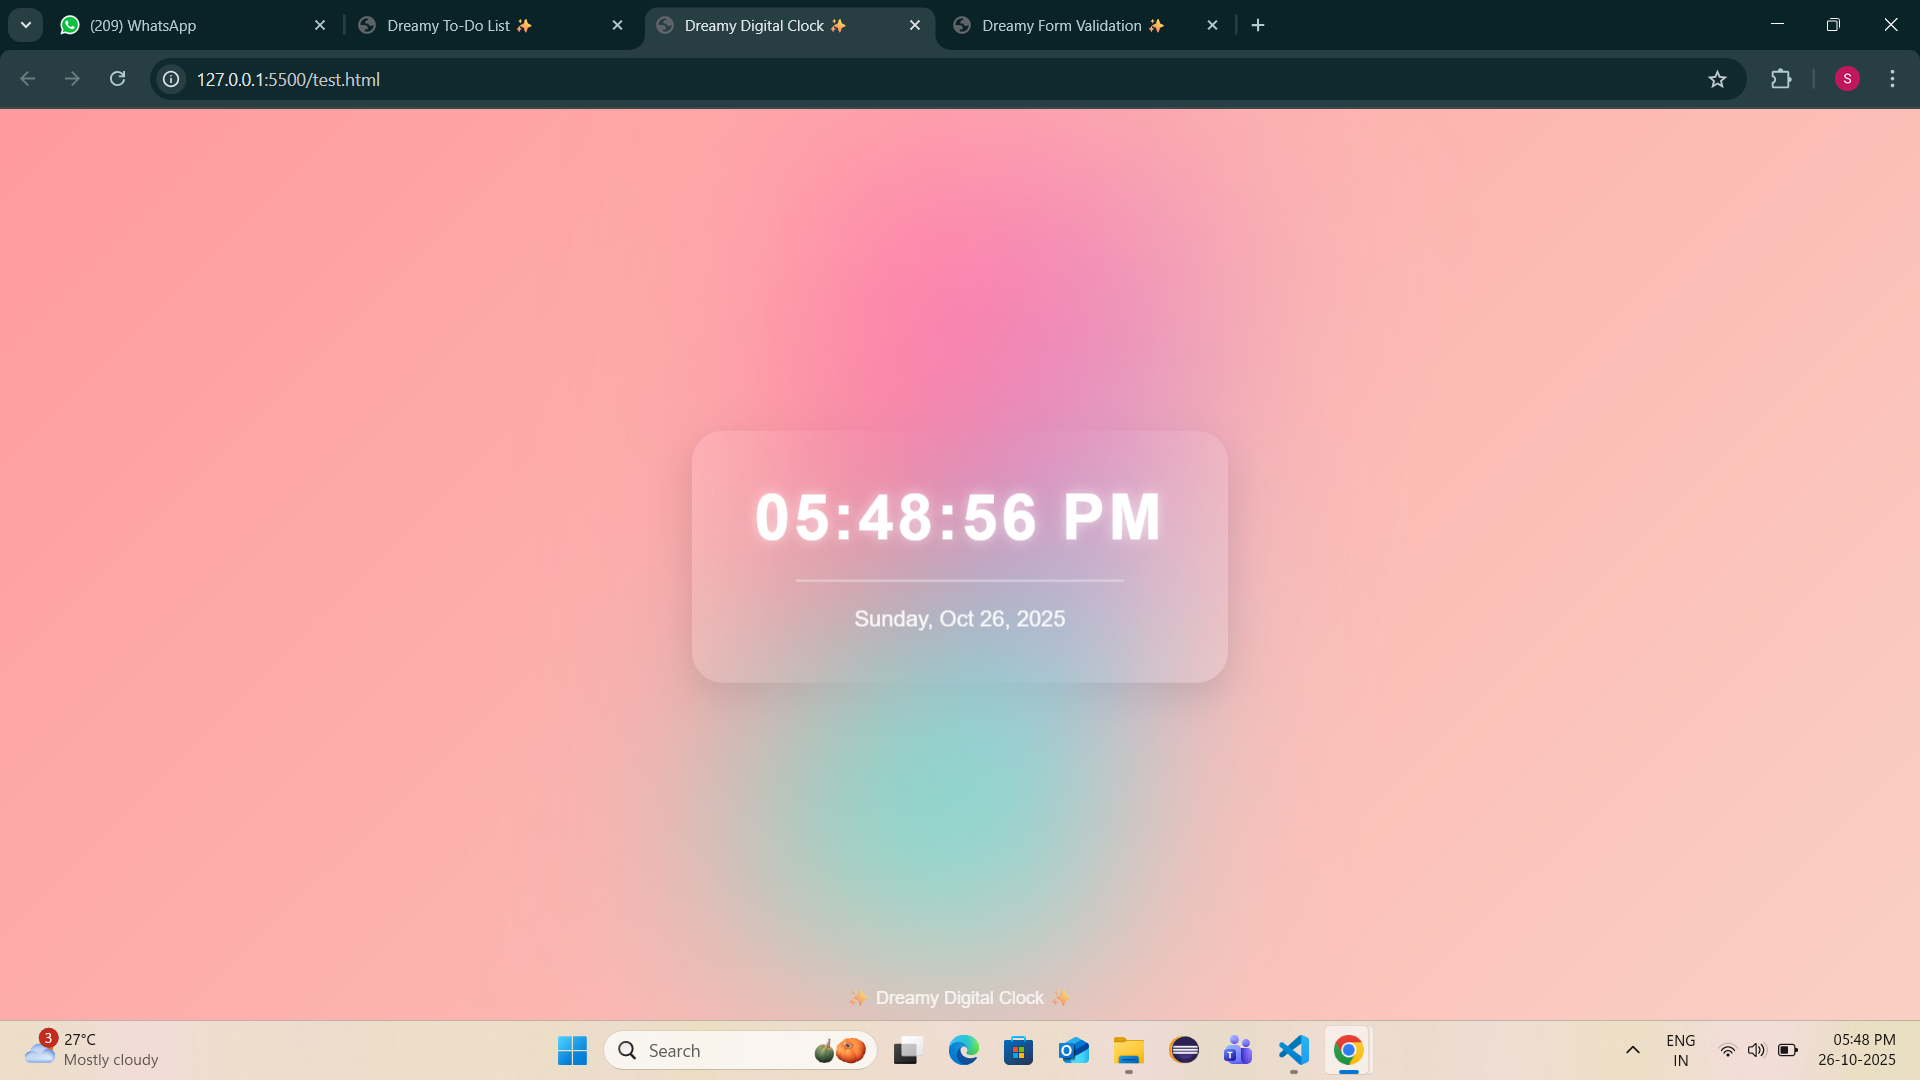 (209) WhatsApp
Dreamy To-Do List ✨
Dreamy Digital Clock ✨
Dreamy Form Validation ✨
127.0.0.1:5500/test.html
S
05:48:56 PM
Sunday, Oct 26, 2025
✨ Dreamy Digital Clock ✨
3
27°C
Mostly cloudy
Search
ENG
IN
05:48 PM
26-10-2025